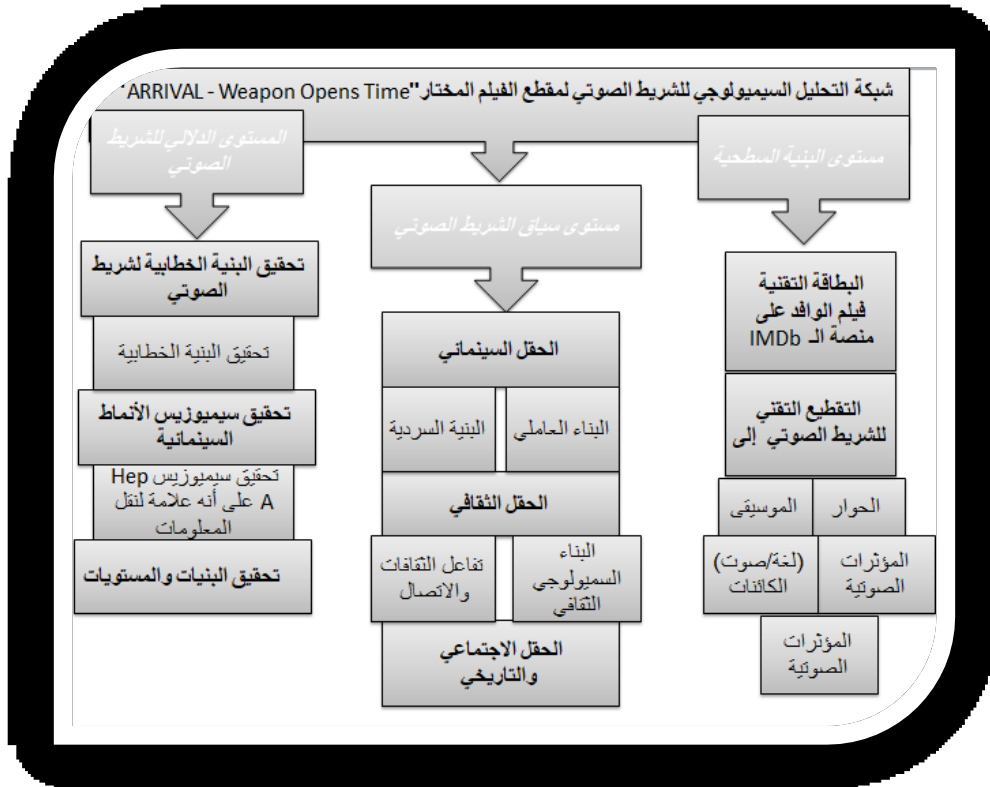 شبكة التحليل السيميولوجي للشريط الصوتي لمقطع الفيلم المختار"ARRIVAL - Weapon Opens Time"
مستوى البنية السطحية
البطاقة التقنية
فيلم الوافد على
منصة الـ IMDb
التقطيع التقني
للشريط الصوتي إلى
الحوار
الموسيقى
المؤثرات
الصوتية
(لغة/صوت)
الكائنات
المؤثرات
الصوتية
مستوى سياق الشريط الصوتي
الحقل السينمائي
البناء العاملي
البنية السردية
الحقل الثقافي
البناء
السميولوجي
الثقافي
تفاعل الثقافات
والاتصال
الحقل الاجتماعي
والتاريخي
المستوى الدلالي للشريط
الصوتي
تحقيق البنية الخطابية لشريط
الصوتي
تحقيق البنية الخطابية
تحقيق سيميوزيس الأنماط
السينمائية
تحقيق سيميوزيس Hep
A على أنه علامة لنقل
المعلومات
تحقيق البنيات والمستويات